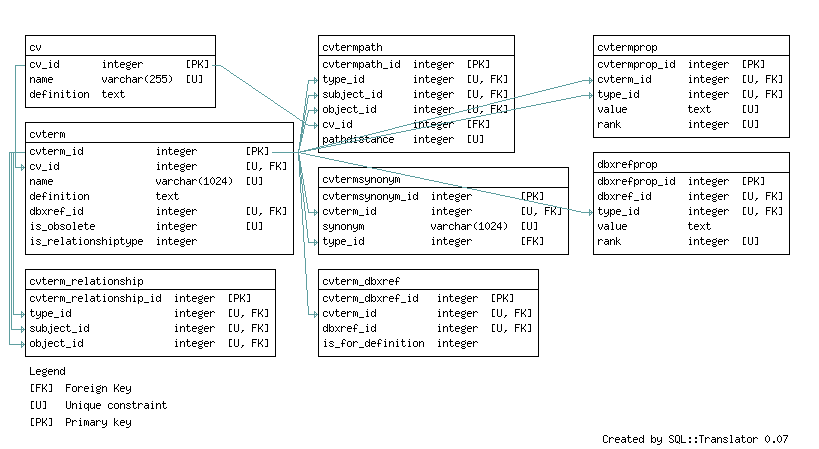 cv
cv_id integer [PK]
name varchar(255) [U]
definition text
cvterm
cvterm_id integer [PK]
cv_id integer [U, FK]
name varchar(1024) [U]
definition text
dbxref_id integer [U, FK]
is_obsolete integer [U]
is_relationshiptype integer
cvterm_relationship
cvterm_relationship_id integer [PK]
type_id integer [U, FK]
subject_id integer [U, FK]
object_id integer [U, FK]
cvtermpath
cvtermpath_id integer [PK]
type_id integer [U, FK]
subject_id integer [U, FK]
object_id integer [U, FK]
cv_id integer [FK]
pathdistance integer [U]
cvtermsynonym
cvtermsynonym_id integer [PK]
cvterm_id integer [U, FK]
synonym varchar(1024) [U]
type_id integer [FK]
cvterm_dbxref
cvterm_dbxref_id integer [PK]
cvterm_id integer [U, FK]
dbxref_id integer [U, FK]
is_for_definition integer
cvtermprop
cvtermprop_id integer [PK]
cvterm_id integer [U, FK]
type_id integer [U, FK]
value text [U]
rank integer [U]
dbxrefprop
dbxrefprop_id integer [PK]
dbxref_id integer [U, FK]
type_id integer [U, FK]
value text
rank integer [U]
Legend
[FK] Foreign Key
[U] Unique constraint
[PK] Primary key
Created by SQL::Translator 0.07